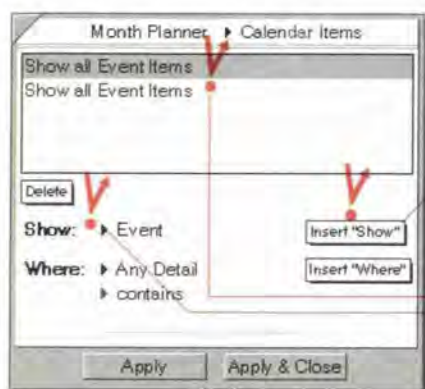 Month Planner ▸ Calendar Items
Show all Event Items
Show all Event Items
Delete
Show: ▸ Event Insert "Show"
Where: ▸ Any Detail Insert "Where"
▸ contains
Apply Apply & Close